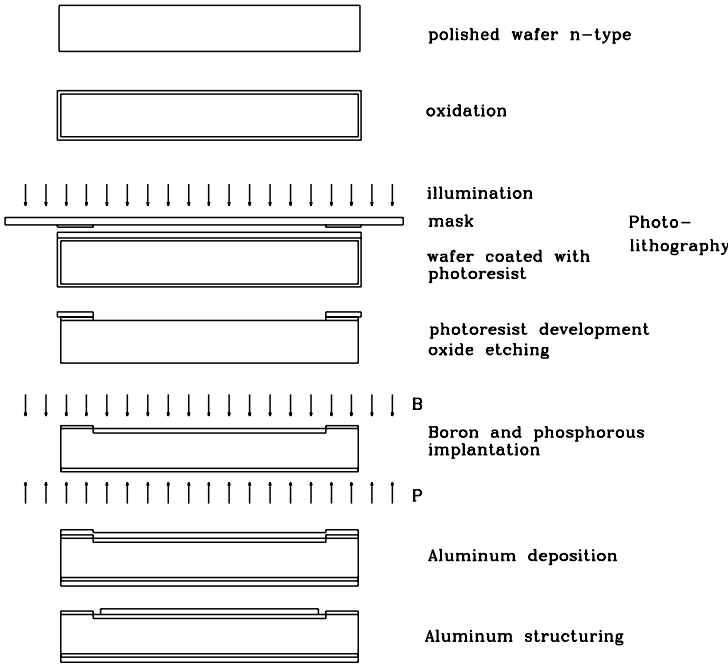 polished wafer n-type
oxidation
illumination
mask
Photo-
lithography
wafer coated with
photoresist
photoresist development
oxide etching
B
Boron and phosphorous
implantation
P
Aluminum deposition
Aluminum structuring